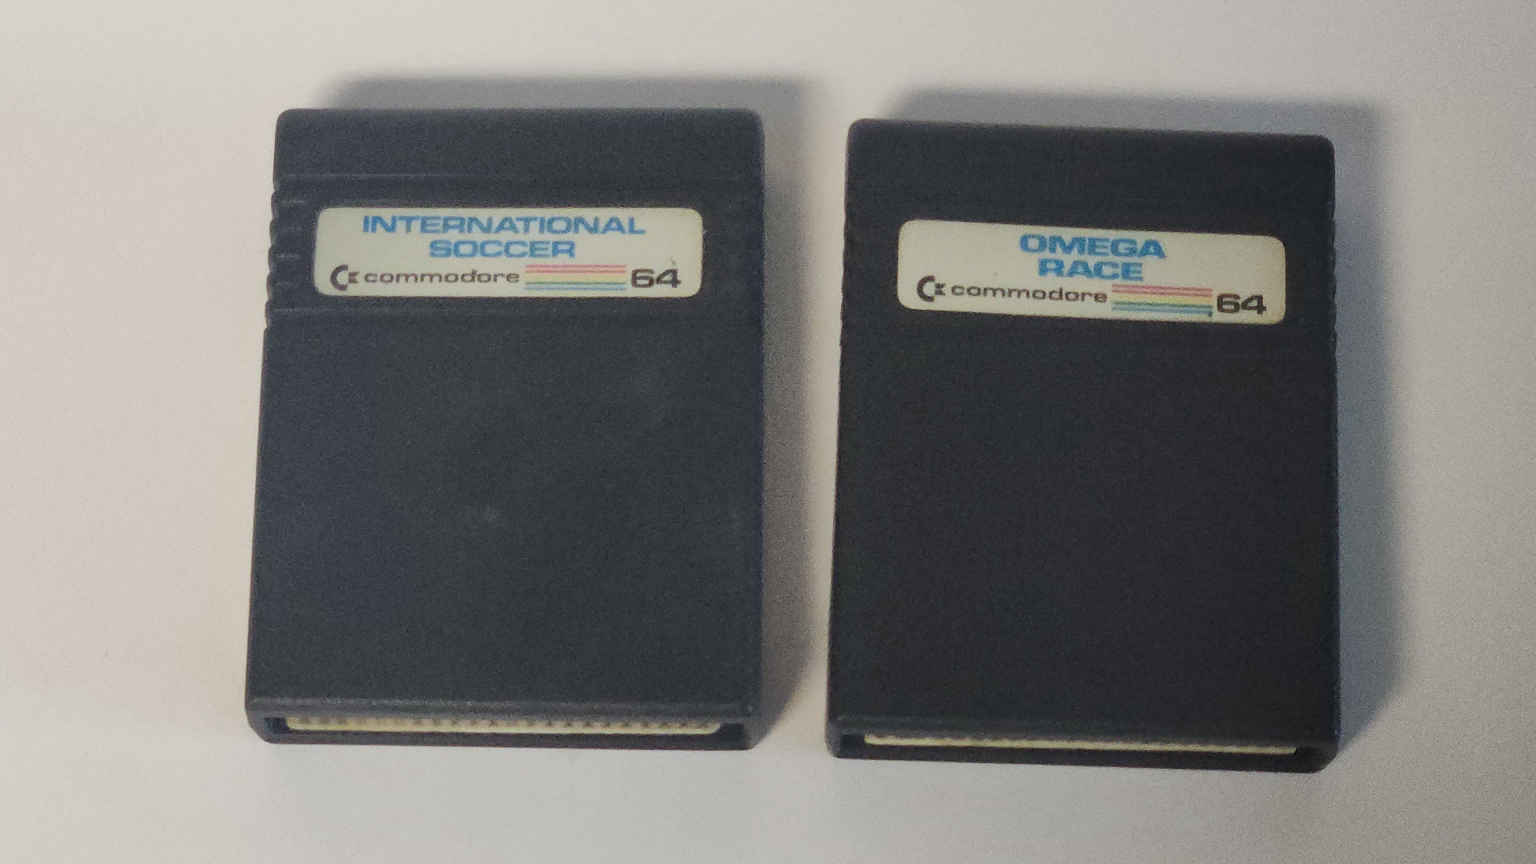 INTERNATIONAL
SOCCER
commodore 64
OMEGA
RACE
commodore 64